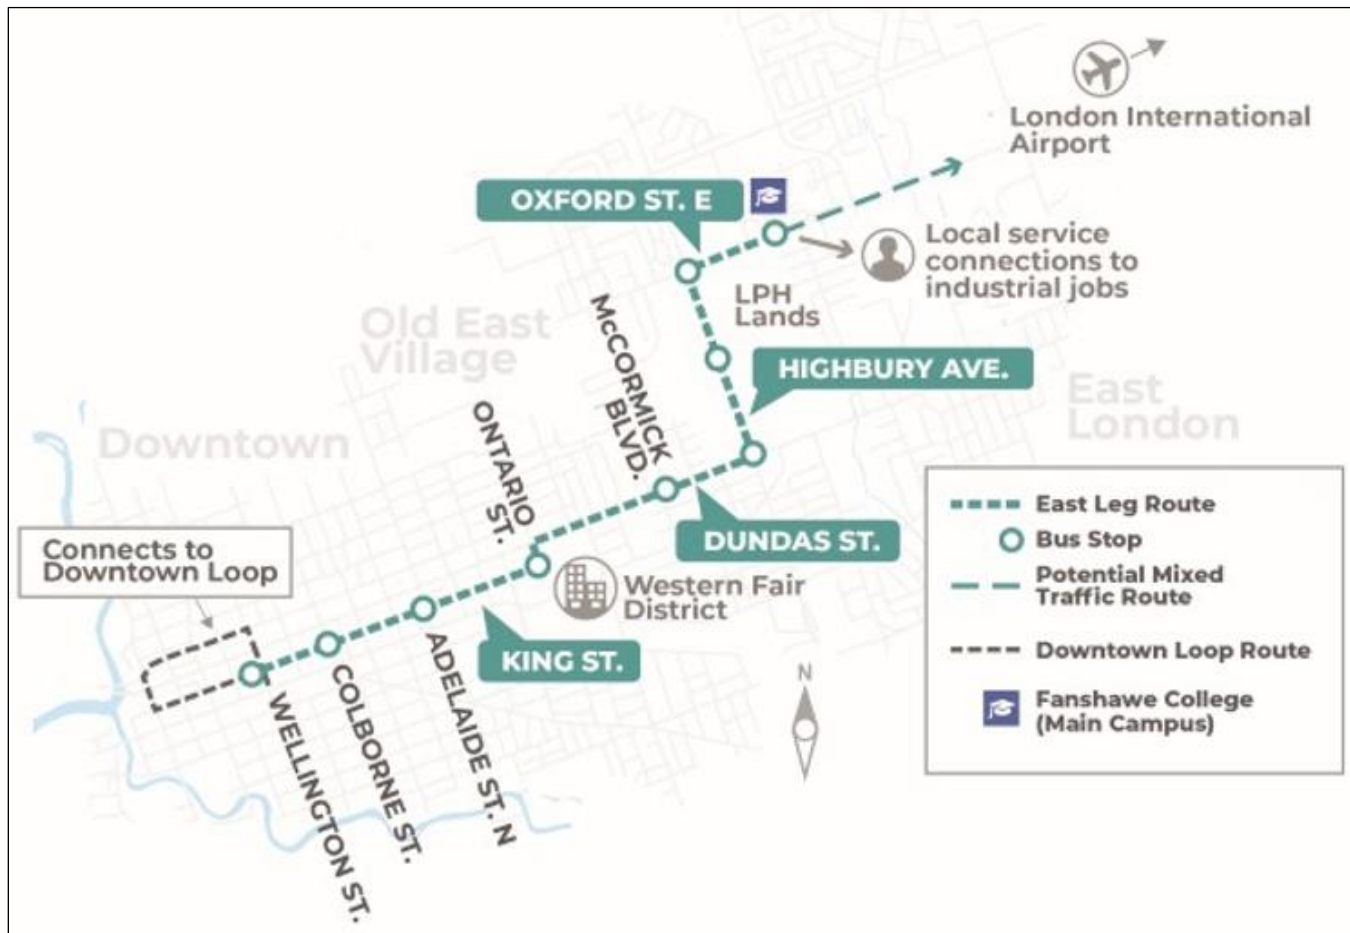 London International
Airport
OXFORD ST. E
Local service
connections to
industrial jobs
LPH
Lands
McCORMICK
BLVD.
Old East
Village
HIGHBURY AVE.
East
London
ONTARIO
ST.
Downtown
DUNDAS ST.
Connects to
Downtown Loop
Western Fair
District
KING ST.
ADELAIDE ST. N
COLBORNE ST.
WELLINGTON ST.
N
East Leg Route
Bus Stop
Potential Mixed
Traffic Route
Downtown Loop Route
Fanshawe College
(Main Campus)